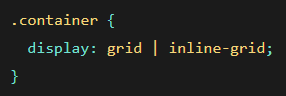 .container {
display: grid | inline-grid;
}